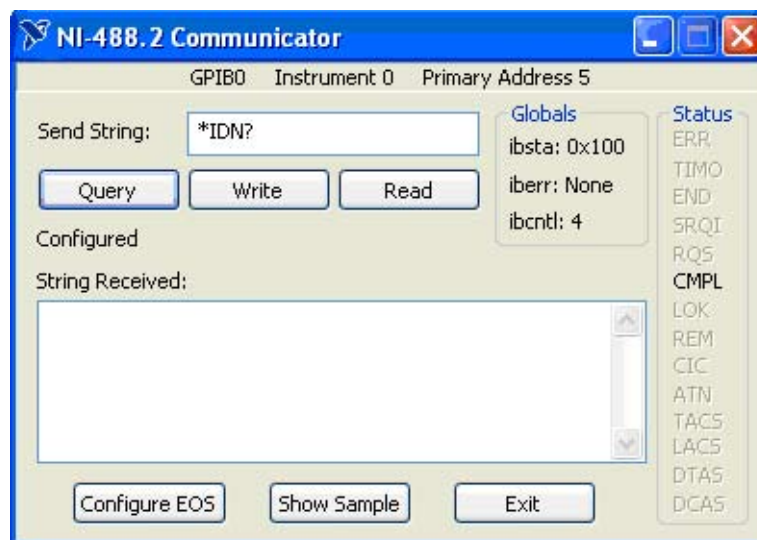 NI-488.2 Communicator
GPIB0 Instrument 0 Primary Address 5
Send String: *IDN?
Query Write Read
Configured
String Received:
Configure EOS Show Sample Exit
Globals
ibsta: 0x100
iberr: None
ibcntl: 4
Status
ERR
TIMO
END
SRQI
RQS
CMPL
LOK
REM
CIC
ATN
TACS
LACS
DTAS
DCAS